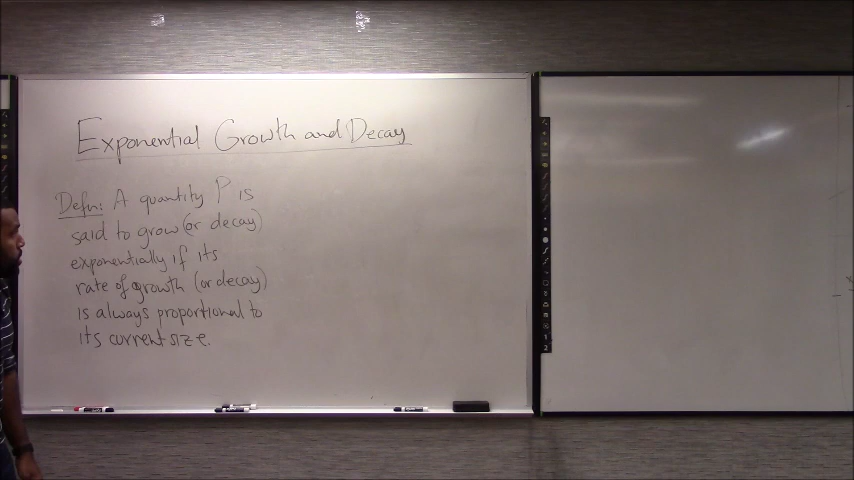 Exponential Growth and Decay
Defn: A quantity P is
said to grow (or decay)
exponentially if its
rate of growth (or decay)
is always proportional to
its current size.